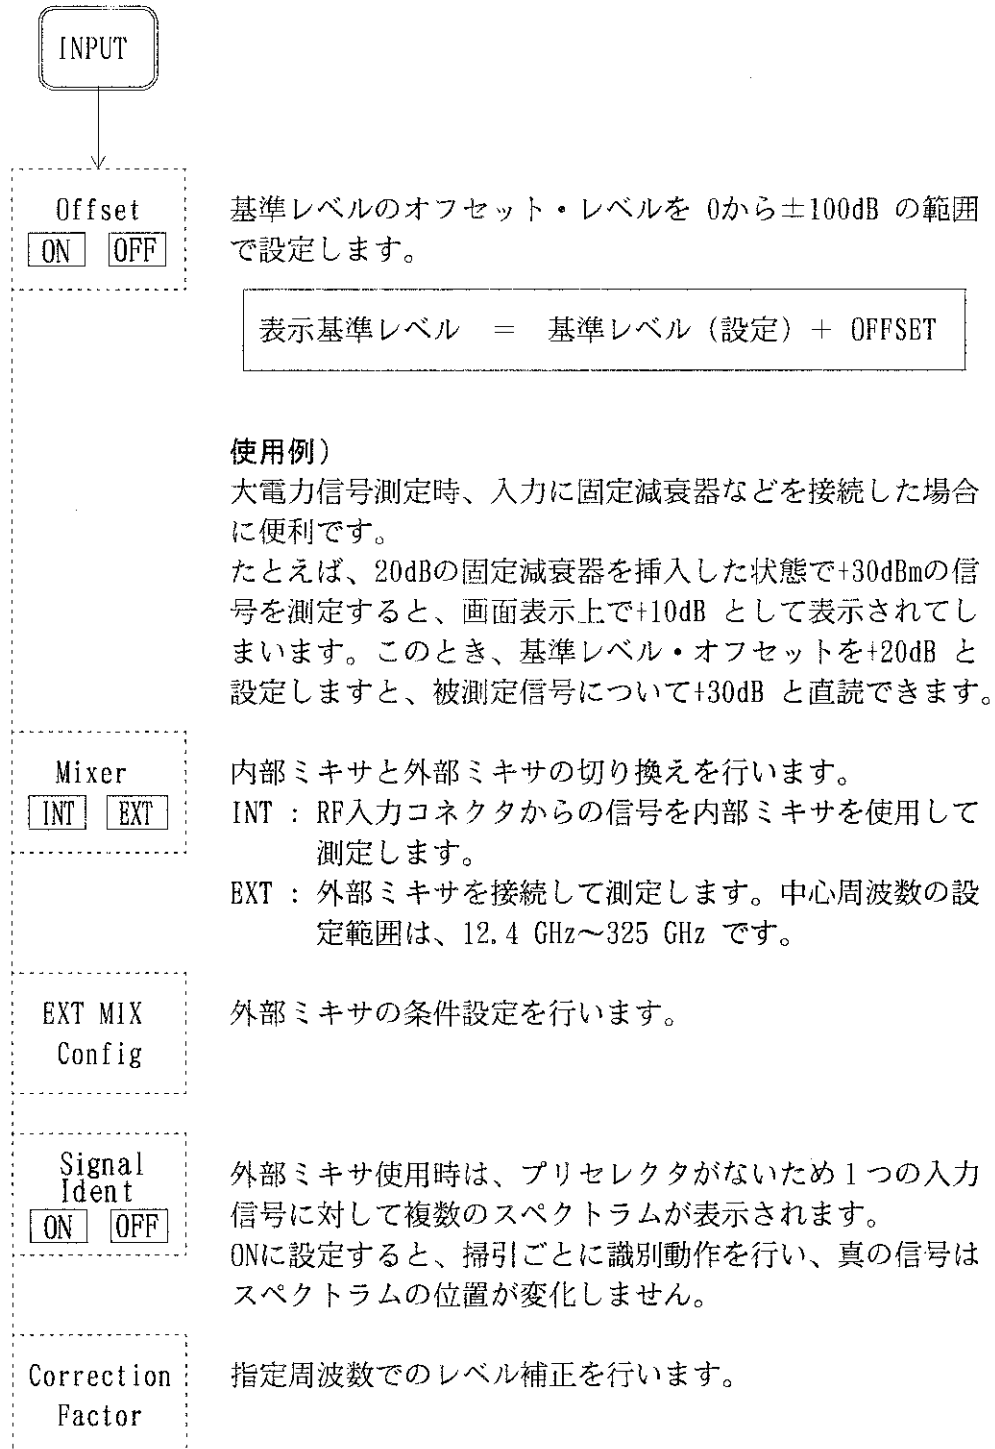 INPUT
Offset
ON OFF
基準レベルのオフセット・レベルを 0から±100dB の範囲
で設定します。
表示基準レベル ＝ 基準レベル（設定）＋ OFFSET
使用例）
大電力信号測定時、入力に固定減衰器などを接続した場合
に便利です。
たとえば、20dBの固定減衰器を挿入した状態で+30dBmの信
号を測定すると、画面表示上で+10dB として表示されてし
まいます。このとき、基準レベル・オフセットを+20dB と
設定しますと、被測定信号について+30dB と直読できます。
Mixer
INT EXT
内部ミキサと外部ミキサの切り換えを行います。
INT : RF入力コネクタからの信号を内部ミキサを使用して
測定します。
EXT : 外部ミキサを接続して測定します。中心周波数の設
定範囲は、12.4 GHz～325 GHz です。
EXT MIX
Config
外部ミキサの条件設定を行います。
Signal
Ident
ON OFF
外部ミキサ使用時は、プリセレクタがないため１つの入力
信号に対して複数のスペクトラムが表示されます。
ONに設定すると、掃引ごとに識別動作を行い、真の信号は
スペクトラムの位置が変化しません。
Correction
Factor
指定周波数でのレベル補正を行います。